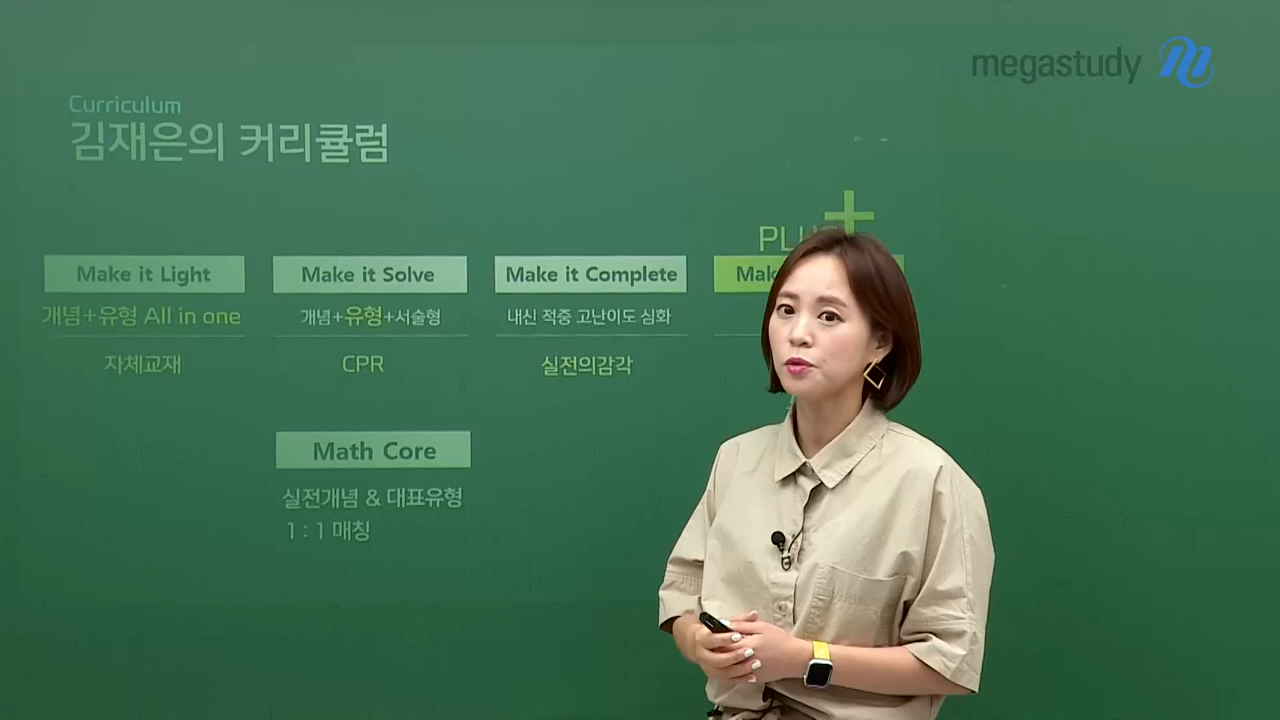 megastudy
Curriculum
김재은의 커리큘럼
PLU
Make it Light
Make it Solve
Make it Complete
Mak
개념+유형 All in one
개념+유형+서술형
내신 적중 고난이도 심화
자체교재
CPR
실전의감각
Math Core
실전개념 & 대표유형
1 : 1 매칭